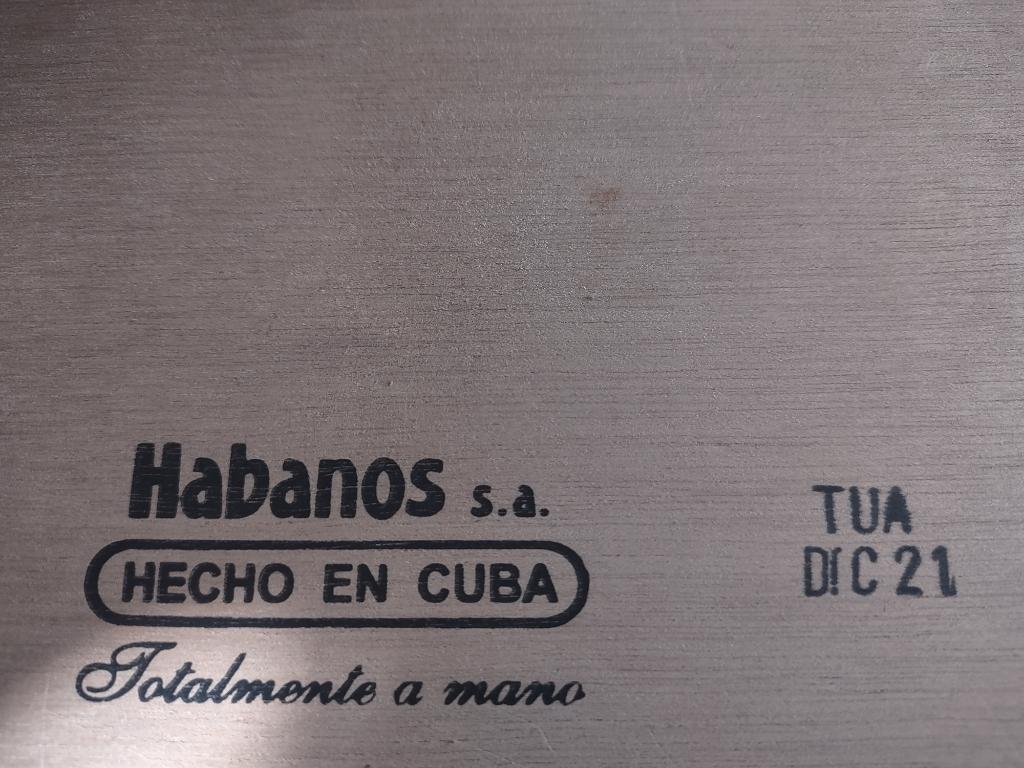 Habanos s.a.
HECHO EN CUBA
Totalmente a mano
TUA
DIC 21